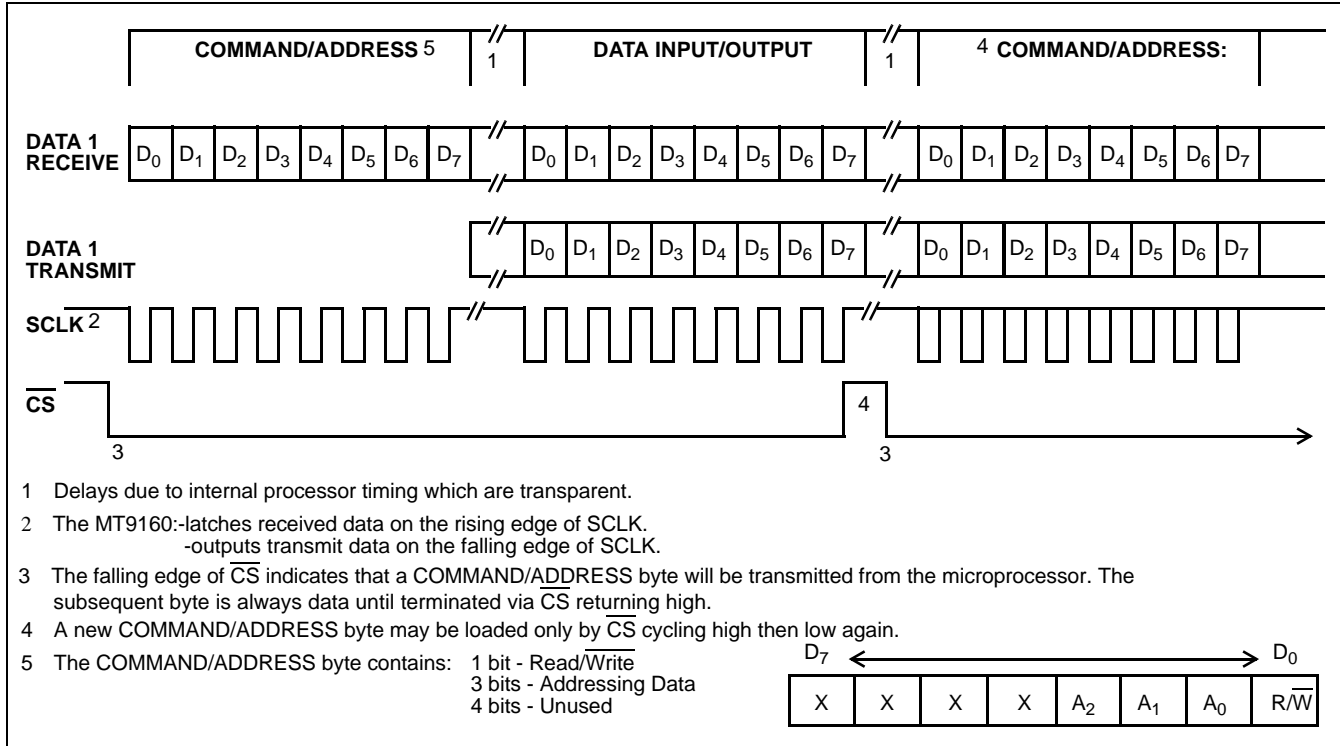 COMMAND/ADDRESS 5 1 DATA INPUT/OUTPUT 1 4 COMMAND/ADDRESS:
DATA 1
RECEIVE
D0 D1 D2 D3 D4 D5 D6 D7 D0 D1 D2 D3 D4 D5 D6 D7 D0 D1 D2 D3 D4 D5 D6 D7
DATA 1
TRANSMIT
D0 D1 D2 D3 D4 D5 D6 D7 D0 D1 D2 D3 D4 D5 D6 D7
SCLK 2
CS 4
3 3
1 Delays due to internal processor timing which are transparent.
2 The MT9160:-latches received data on the rising edge of SCLK.
-outputs transmit data on the falling edge of SCLK.
3 The falling edge of CS indicates that a COMMAND/ADDRESS byte will be transmitted from the microprocessor. The
subsequent byte is always data until terminated via CS returning high.
4 A new COMMAND/ADDRESS byte may be loaded only by CS cycling high then low again.
5 The COMMAND/ADDRESS byte contains: 1 bit - Read/Write
3 bits - Addressing Data
4 bits - Unused
D7 D0
X X X X A2 A1 A0 R/W